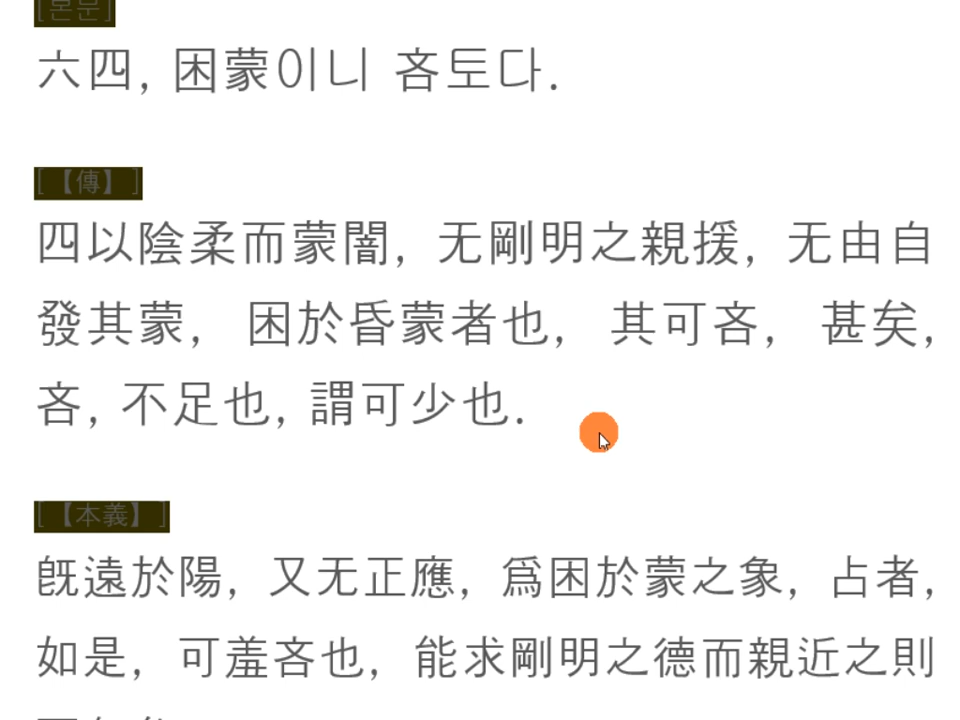 [본문]
六四, 困蒙이니 吝토다.
[【傳】]
四以陰柔而蒙闇, 无剛明之親援, 无由自
發其蒙, 困於昏蒙者也, 其可吝, 甚矣,
吝, 不足也, 謂可少也.
[【本義】]
旣遠於陽, 又无正應, 爲困於蒙之象, 占者,
如是, 可羞吝也, 能求剛明之德而親近之則